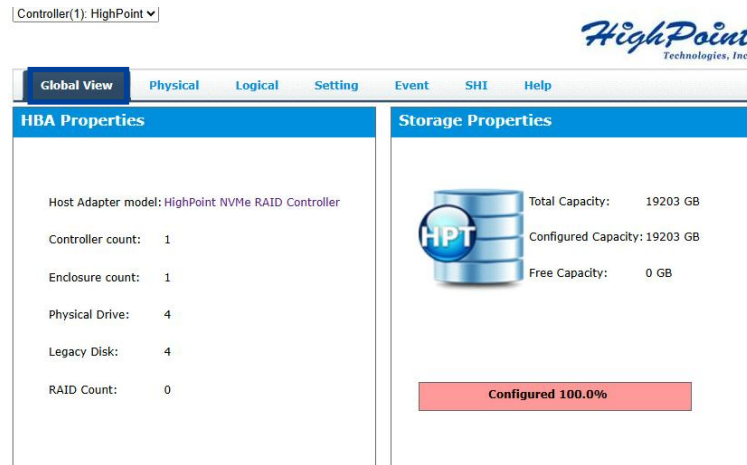 Controller(1): HighPoint
HighPoint
Technologies, Inc
Global View Physical Logical Setting Event SHI Help
HBA Properties
Host Adapter model: HighPoint NVMe RAID Controller
Controller count: 1
Enclosure count: 1
Physical Drive: 4
Legacy Disk: 4
RAID Count: 0
Storage Properties
HPT
Total Capacity: 19203 GB
Configured Capacity: 19203 GB
Free Capacity: 0 GB
Configured 100.0%